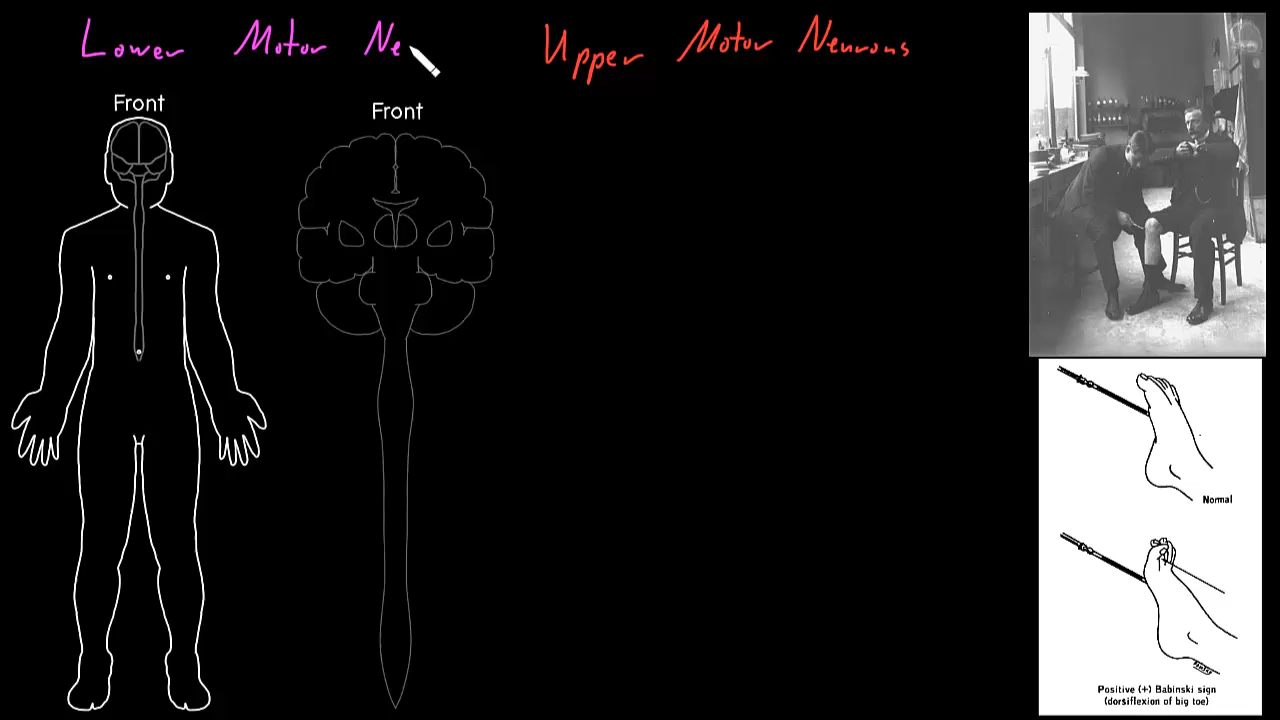 Lower Motor Ne
Upper Motor Neurons
Front
Front
Normal
Positive (+) Babinski sign
(dorsiflexion of big toe)